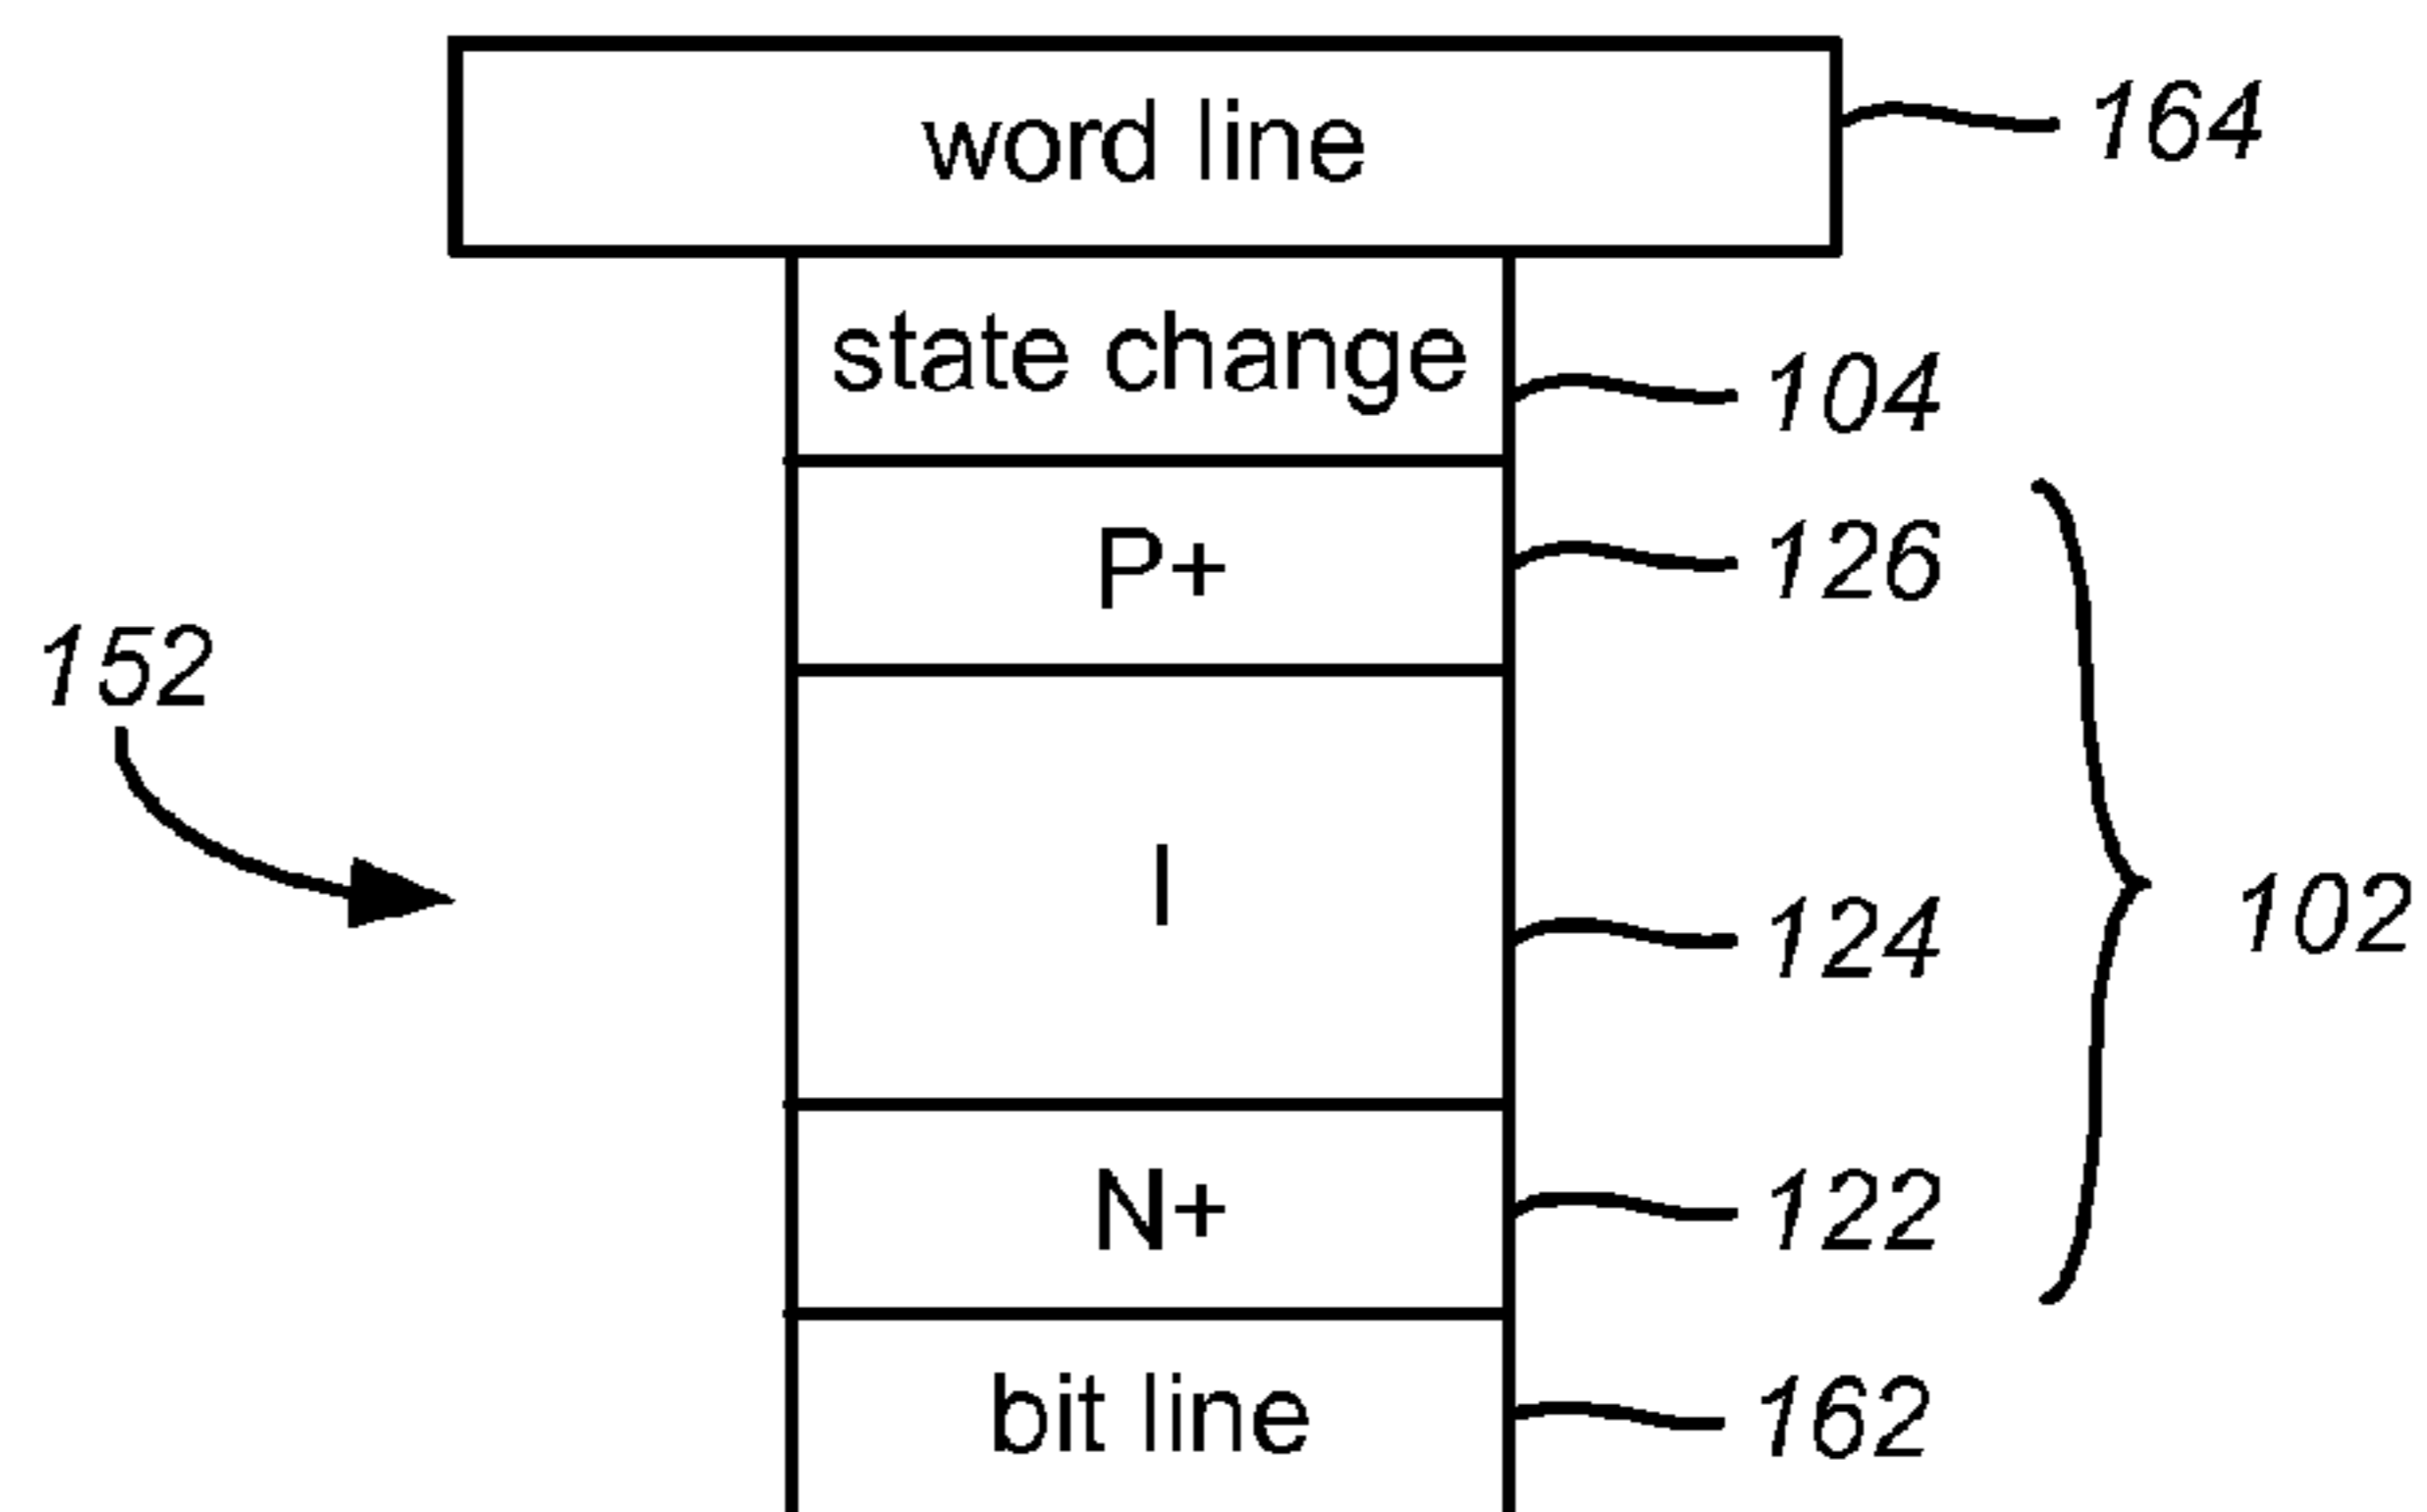 word line
164
state change
104
P+
126
152
I
124
102
N+
122
bit line
162